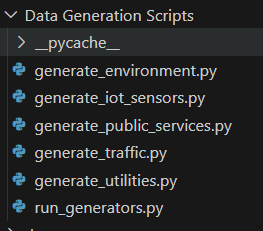 Data Generation Scripts
__pycache__
generate_environment.py
generate_iot_sensors.py
generate_public_services.py
generate_traffic.py
generate_utilities.py
run_generators.py